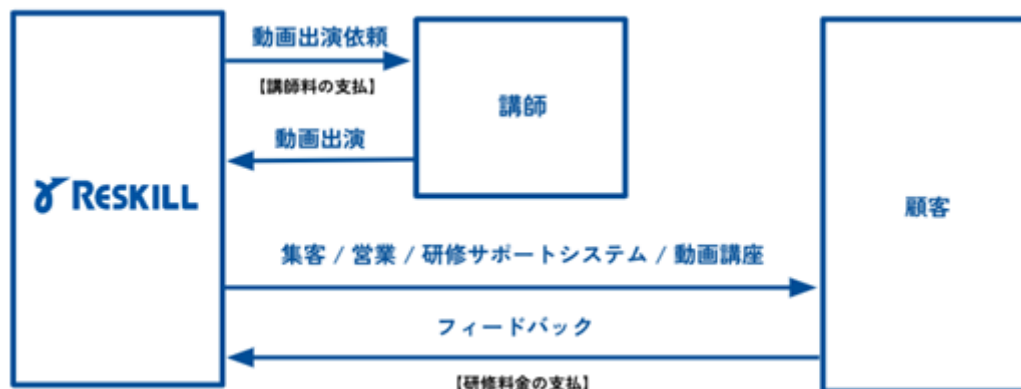 動画出演依頼
【講師料の支払】
講師
動画出演
RESKILL
顧客
集客 / 営業 / 研修サポートシステム / 動画講座
フィードバック
【研修料金の支払】